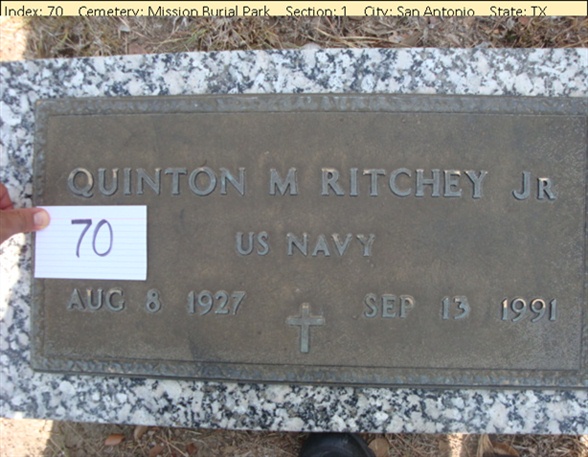 Index: 70 Cemetery: Mission Burial Park Section: 1 City: San Antonio State: TX
QUINTON M RITCHEY JR
70
US NAVY
AUG 8 1927 SEP 13 1991